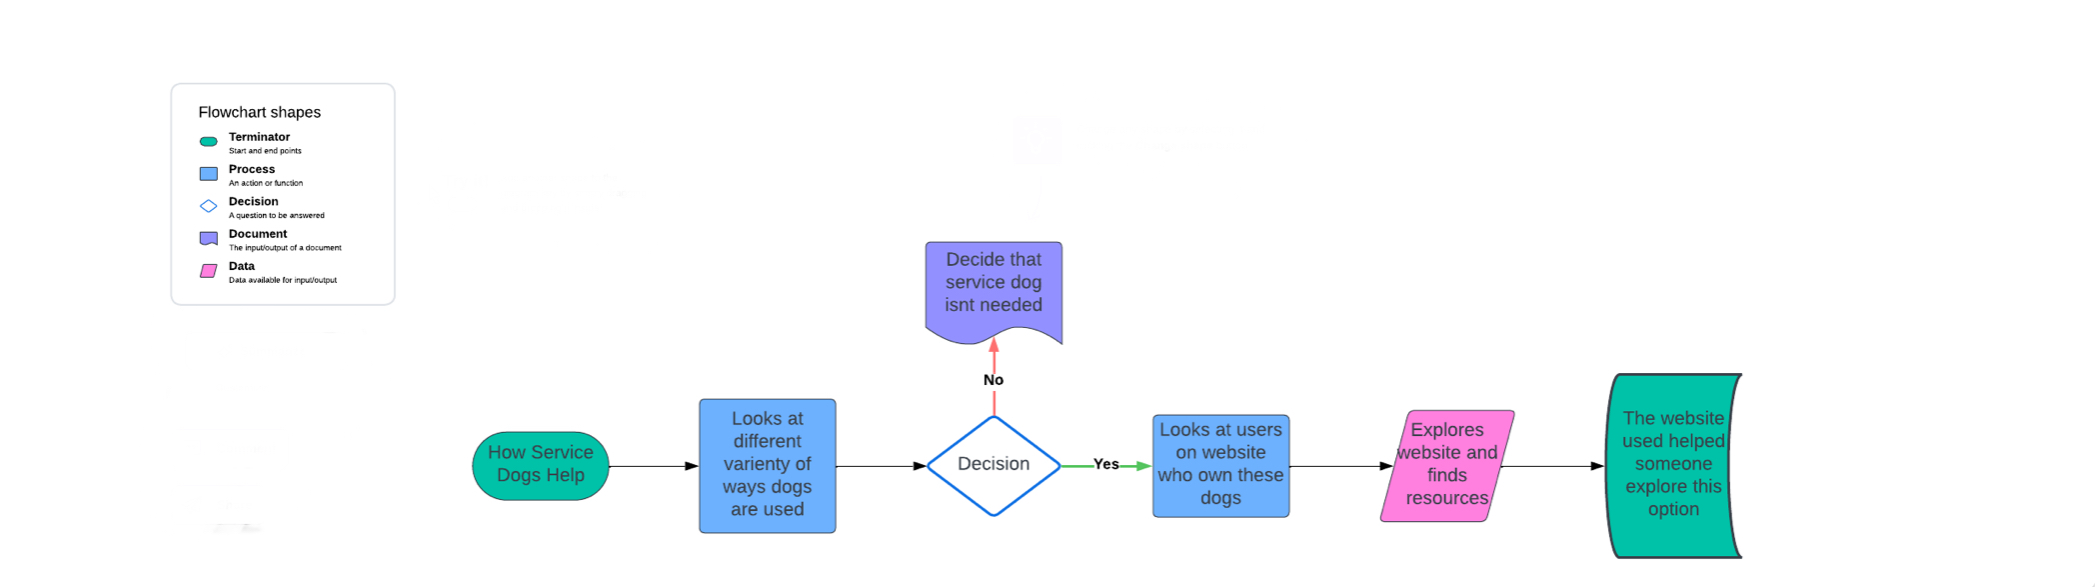 Flowchart shapes
Terminator
Start and end points
Process
An action or function
Decision
A question to be answered
Document
The input/output of a document
Data
Data available for input/output
Decide that
service dog
isnt needed
No
How Service
Dogs Help
Looks at
different
varienty of
ways dogs
are used
Decision
Yes
Looks at users
on website
who own these
dogs
Explores
website and
finds
resources
The website
used helped
someone
explore this
option